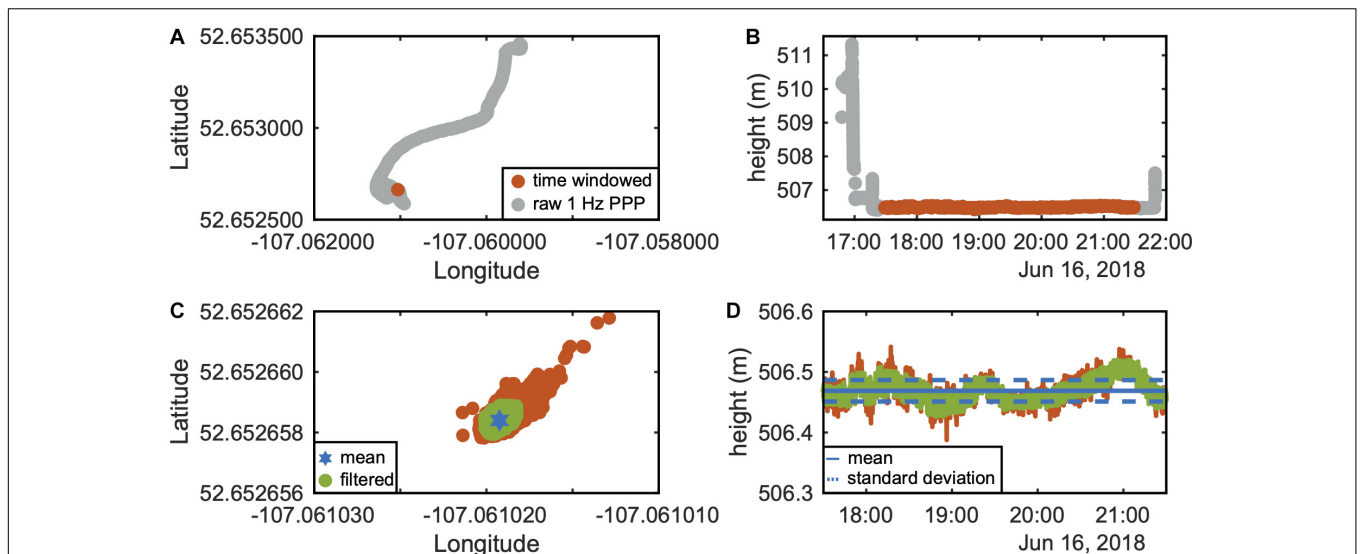 A
52.653500
52.653000
52.652500
Latitude
-107.062000
-107.060000
-107.058000
Longitude
time windowed
raw 1 Hz PPP
B
511
510
509
508
507
height (m)
17:00
18:00
19:00
20:00
21:00
22:00
Jun 16, 2018
C
52.652662
52.652660
52.652658
52.652656
Latitude
-107.061030
-107.061020
-107.061010
Longitude
mean
filtered
D
506.6
506.5
506.4
506.3
height (m)
18:00
19:00
20:00
21:00
Jun 16, 2018
mean
standard deviation